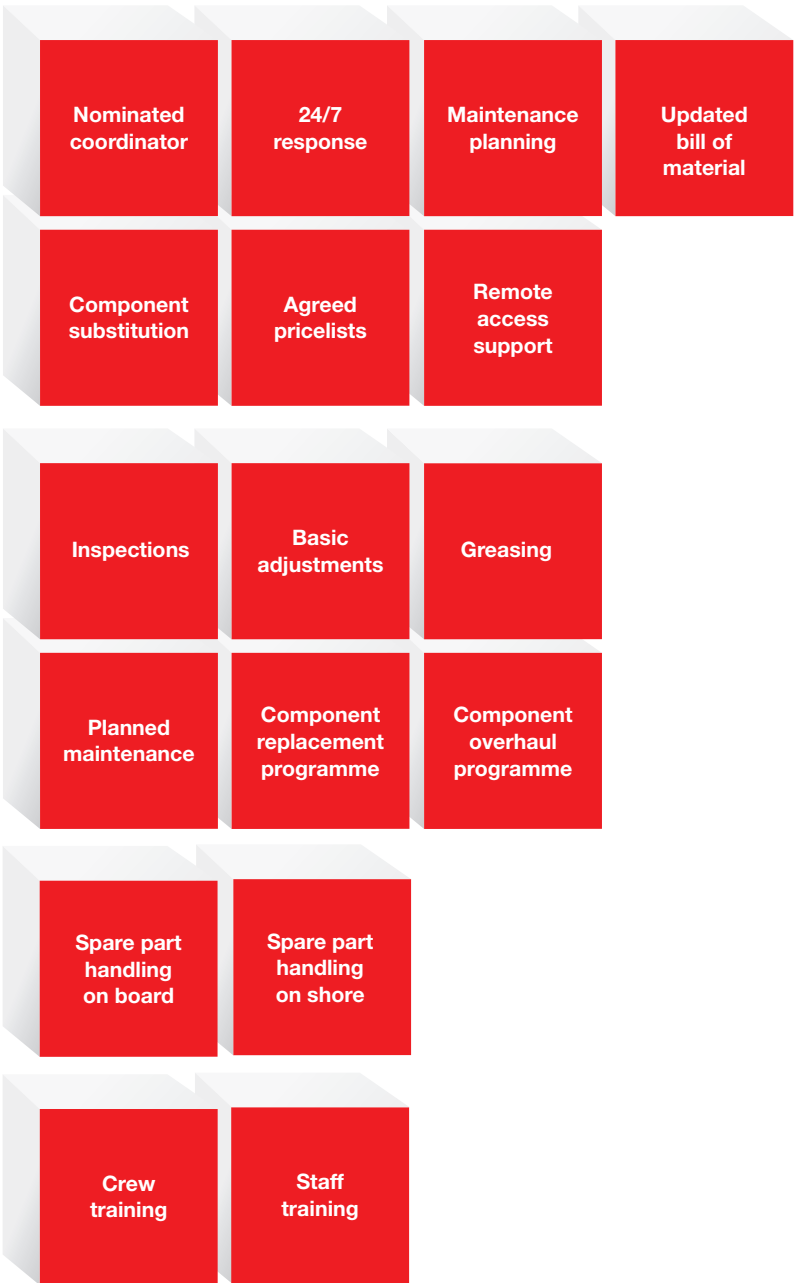 Nominated
coordinator
24/7
response
Maintenance
planning
Updated
bill of
material
Component
substitution
Agreed
pricelists
Remote
access
support
Inspections
Basic
adjustments
Greasing
Planned
maintenance
Component
replacement
programme
Component
overhaul
programme
Spare part
handling
on board
Spare part
handling
on shore
Crew
training
Staff
training